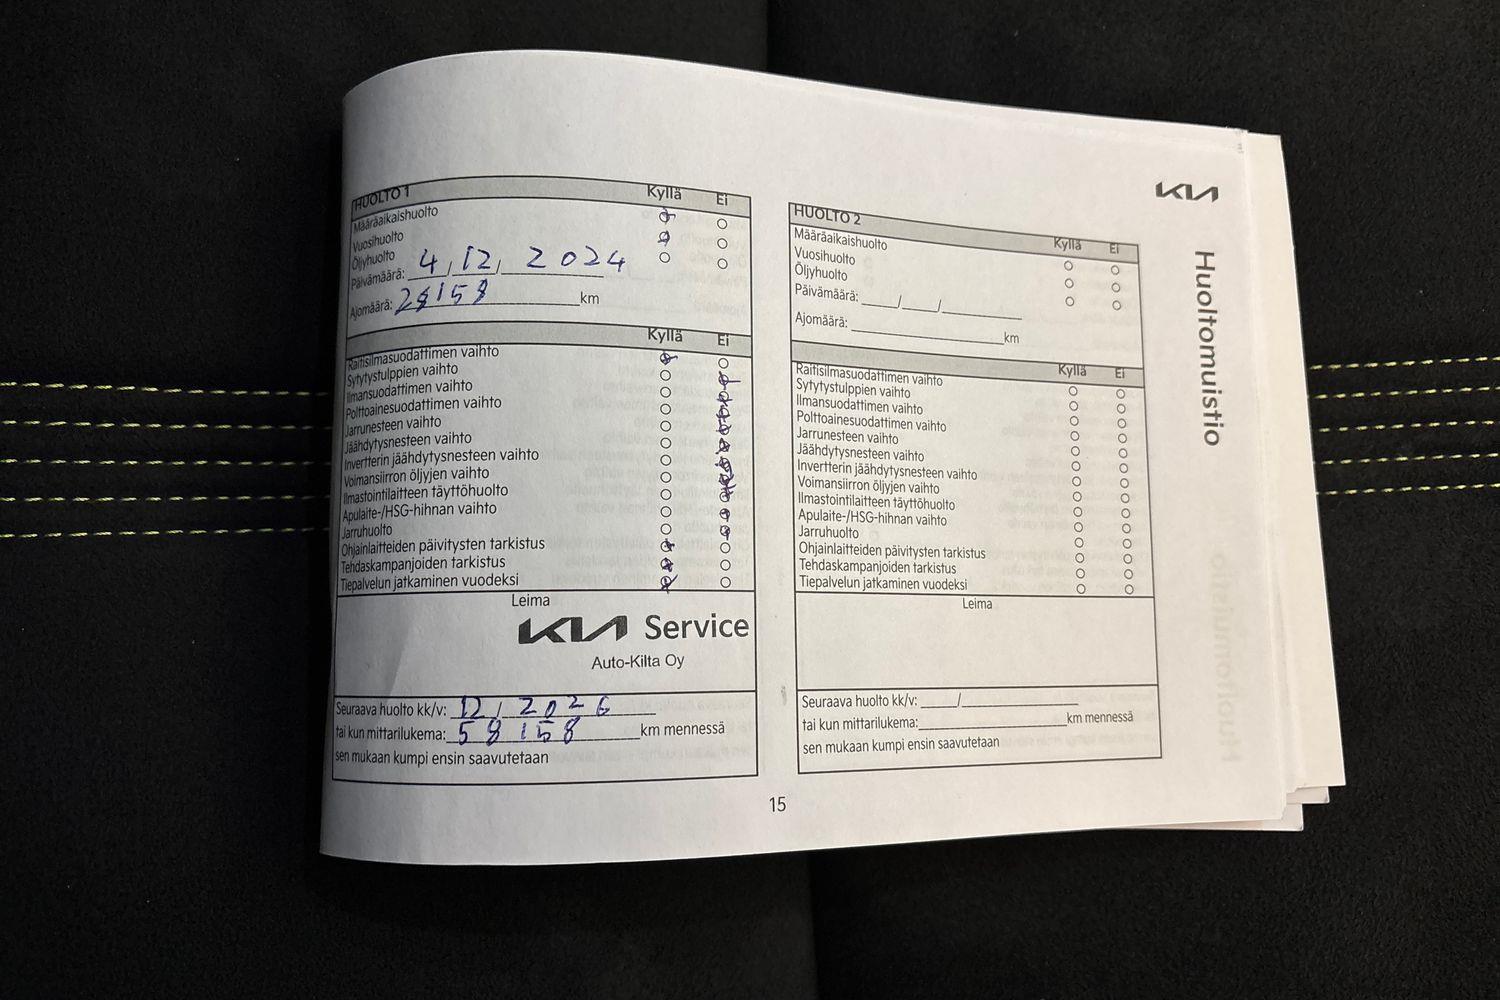 KIA
Huoltomuistio
HUOLTO 1 Kyllä Ei
Määräaikaishuolto
Vuosihuolto
Öljyhuolto
Päivämäärä: 4/12/2024
Ajomäärä: 28158 km
Kyllä Ei
Raitisilmasuodattimen vaihto
Sytytystulppien vaihto
Ilmansuodattimen vaihto
Polttoainesuodattimen vaihto
Jarrunesteen vaihto
Jäähdytysnesteen vaihto
Invertterin jäähdytysnesteen vaihto
Voimansiirron öljyjen vaihto
Ilmastointilaitteen täyttöhuolto
Apulaite-/HSG-hihnan vaihto
Jarruhuolto
Ohjainlaitteiden päivitysten tarkistus
Tehdaskampanjoiden tarkistus
Tiepalvelun jatkaminen vuodeksi
Leima
KIA Service
Auto-Kilta Oy
Seuraava huolto kk/v: 12/2026
tai kun mittarilukema: 58158 km mennessä
sen mukaan kumpi ensin saavutetaan
HUOLTO 2 Kyllä Ei
Määräaikaishuolto
Vuosihuolto
Öljyhuolto
Päivämäärä: ____/____/________
Ajomäärä: ________ km
Kyllä Ei
Raitisilmasuodattimen vaihto
Sytytystulppien vaihto
Ilmansuodattimen vaihto
Polttoainesuodattimen vaihto
Jarrunesteen vaihto
Jäähdytysnesteen vaihto
Invertterin jäähdytysnesteen vaihto
Voimansiirron öljyjen vaihto
Ilmastointilaitteen täyttöhuolto
Apulaite-/HSG-hihnan vaihto
Jarruhuolto
Ohjainlaitteiden päivitysten tarkistus
Tehdaskampanjoiden tarkistus
Tiepalvelun jatkaminen vuodeksi
Leima
Seuraava huolto kk/v: ____/________
tai kun mittarilukema: ________ km mennessä
sen mukaan kumpi ensin saavutetaan
15